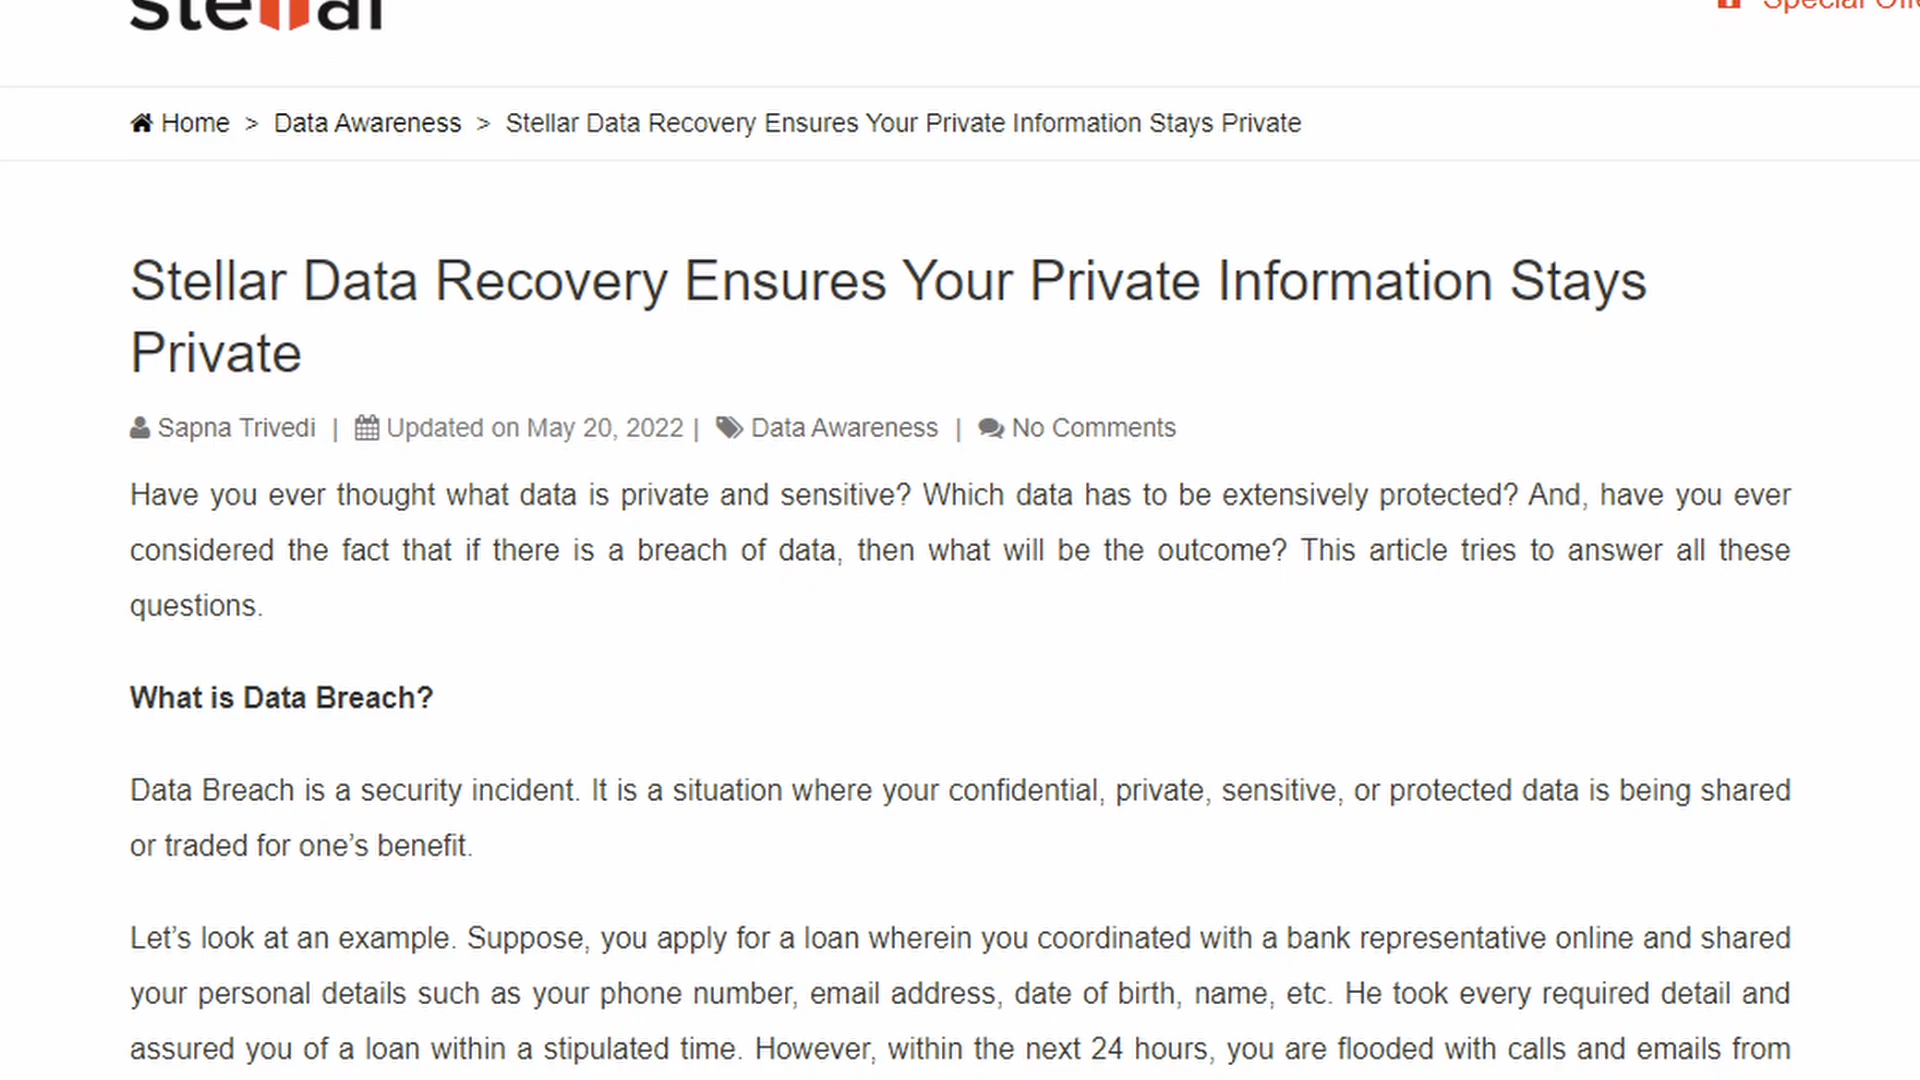 stellar
Special
Home > Data Awareness > Stellar Data Recovery Ensures Your Private Information Stays Private
Stellar Data Recovery Ensures Your Private Information Stays
Private
Sapna Trivedi | Updated on May 20, 2022 | Data Awareness | No Comments
Have you ever thought what data is private and sensitive? Which data has to be extensively protected? And, have you ever
considered the fact that if there is a breach of data, then what will be the outcome? This article tries to answer all these
questions.
What is Data Breach?
Data Breach is a security incident. It is a situation where your confidential, private, sensitive, or protected data is being shared
or traded for one’s benefit.
Let’s look at an example. Suppose, you apply for a loan wherein you coordinated with a bank representative online and shared
your personal details such as your phone number, email address, date of birth, name, etc. He took every required detail and
assured you of a loan within a stipulated time. However, within the next 24 hours, you are flooded with calls and emails from